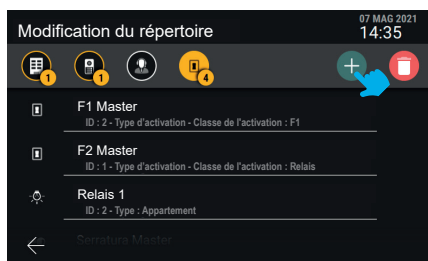 Modification du répertoire
07 MAG 2021
14:35
1
1
4
F1 Master
ID : 2 - Type d'activation - Classe de l'activation : F1
F2 Master
ID : 1 - Type d'activation - Classe de l'activation : Relais
Relais 1
ID : 2 - Type : Appartement
Serratura Master